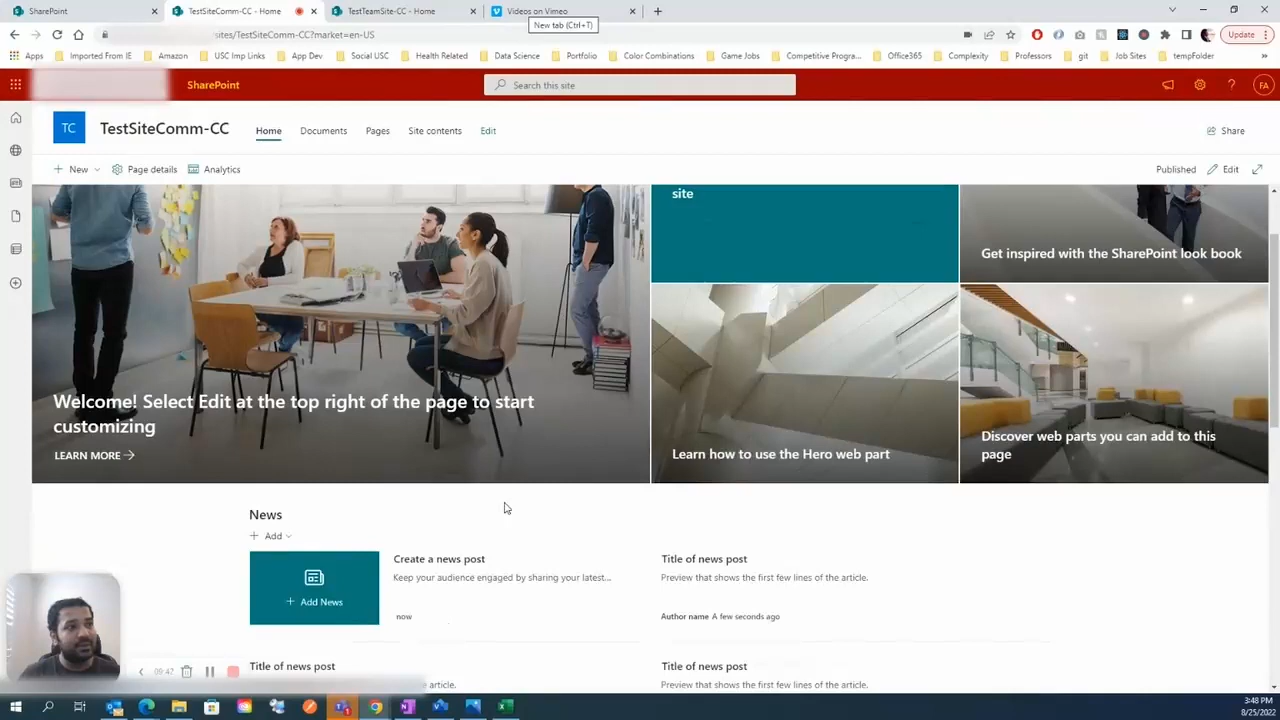 SharePoint
TestSiteComm-CC - Home
TestTeamSite-CC - Home
Videos on Vimeo
New tab (Ctrl+T)
sites/TestSiteComm-CC?market=en-US
Update
Apps
Imported From IE
Amazon
USC Imp Links
App Dev
Social USC
Health Related
Data Science
Portfolio
Color Combinations
Game Jobs
Competitive Progra...
Office365
Complexity
Professors
git
Job Sites
tempFolder
SharePoint
Search this site
FA
TC
TestSiteComm-CC
Home
Documents
Pages
Site contents
Edit
Share
New
Page details
Analytics
Published
Edit
site
Get inspired with the SharePoint look book
Welcome! Select Edit at the top right of the page to start
customizing
LEARN MORE
Learn how to use the Hero web part
Discover web parts you can add to this
page
News
Add
Add News
Create a news post
Keep your audience engaged by sharing your latest...
now
Title of news post
Preview that shows the first few lines of the article.
Author name A few seconds ago
Title of news post
article.
Title of news post
Preview that shows the first few lines of the article.
09:47
3:48 PM
8/25/2022